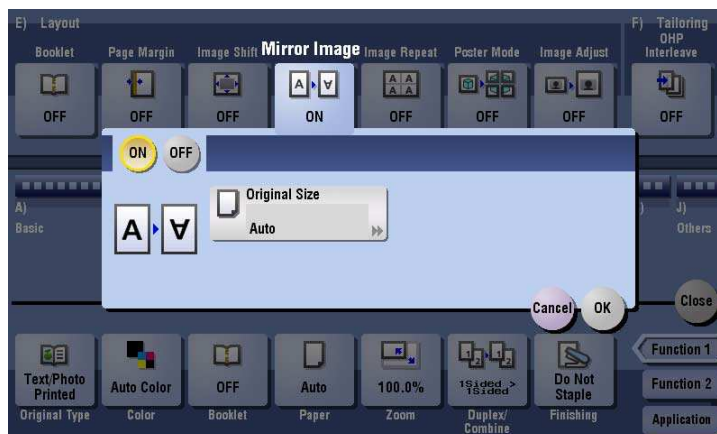 E) Layout
F) Tailoring
Booklet
Page Margin
Image Shift
Mirror Image
Image Repeat
Poster Mode
Image Adjust
OHP
Interleave
A
A
A A
A A
OFF
OFF
OFF
ON
OFF
OFF
OFF
OFF
ON
OFF
A)
Basic
J)
Others
A
A
Original Size
Auto
Cancel
OK
Close
Text/Photo
Printed
Auto Color
OFF
Auto
100.0%
1Sided >
1Sided
Do Not
Staple
Original Type
Color
Booklet
Paper
Zoom
Duplex/
Combine
Finishing
Function 1
Function 2
Application